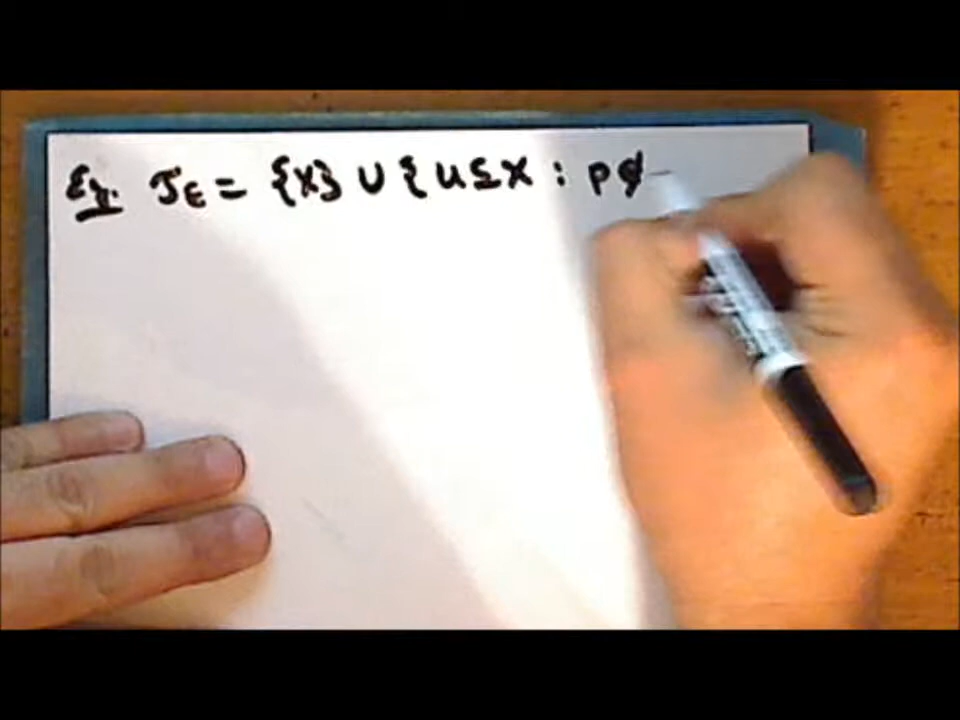 Ex. J_E = {X} ∪ {U ⊆ X : p ∉